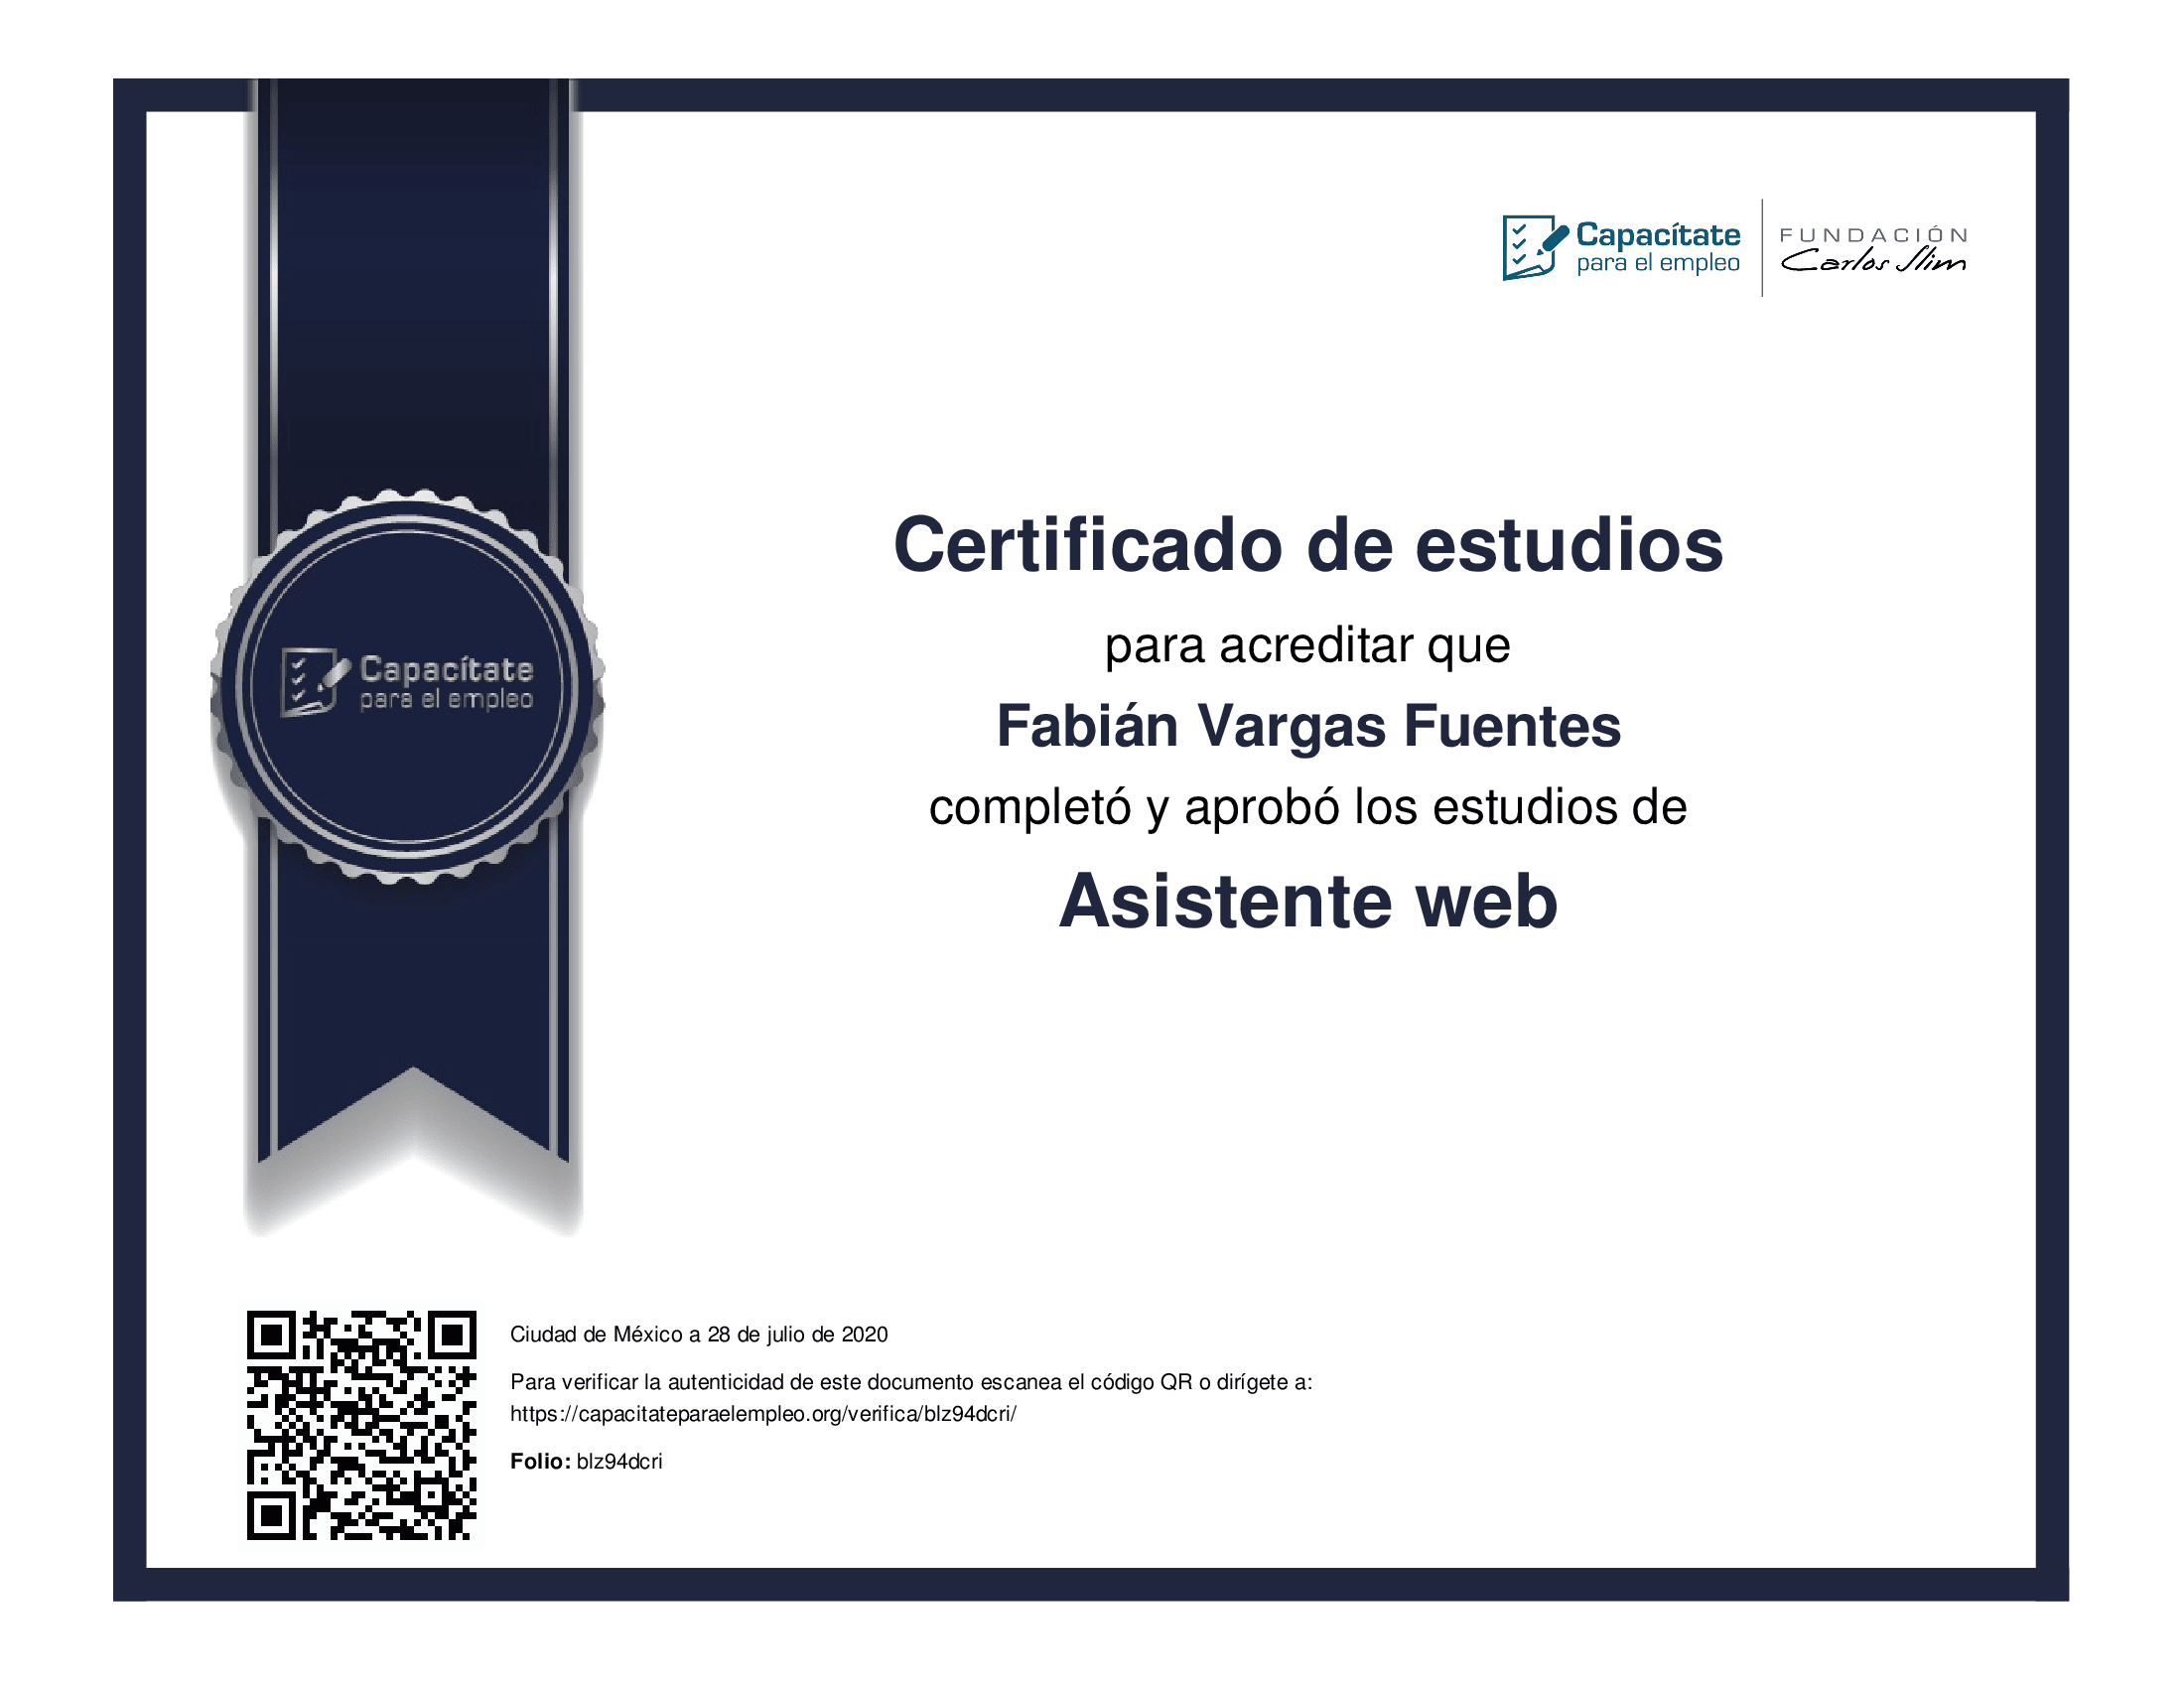 Capacítate
para el empleo
FUNDACIÓN
Carlos Slim
Certificado de estudios
para acreditar que
Fabián Vargas Fuentes
completó y aprobó los estudios de
Asistente web
Capacítate
para el empleo
Ciudad de México a 28 de julio de 2020
Para verificar la autenticidad de este documento escanea el código QR o dirígete a:
https://capacitateparaelempleo.org/verifica/blz94dcri/
Folio: blz94dcri